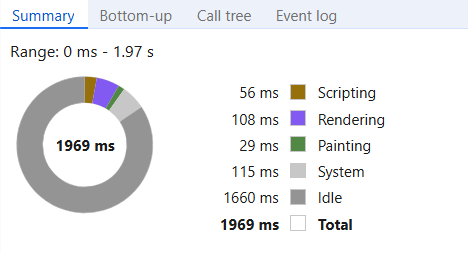 Summary Bottom-up Call tree Event log
Range: 0 ms - 1.97 s
56 ms Scripting
108 ms Rendering
1969 ms
29 ms Painting
115 ms System
1660 ms Idle
1969 ms Total